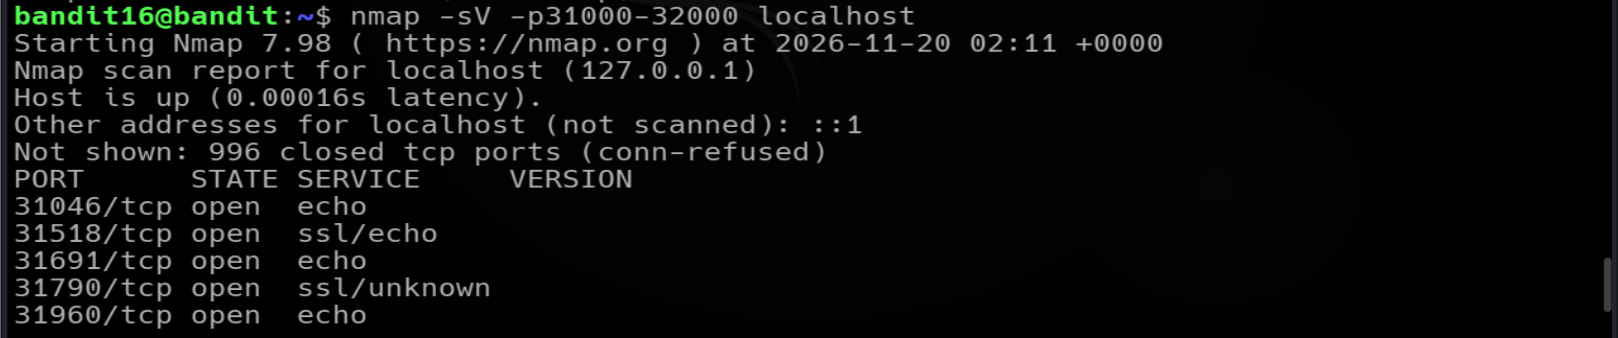 bandit16@bandit:~$ nmap -sV -p31000-32000 localhost
Starting Nmap 7.98 ( https://nmap.org ) at 2026-11-20 02:11 +0000
Nmap scan report for localhost (127.0.0.1)
Host is up (0.00016s latency).
Other addresses for localhost (not scanned): ::1
Not shown: 996 closed tcp ports (conn-refused)
PORT      STATE SERVICE     VERSION
31046/tcp open  echo
31518/tcp open  ssl/echo
31691/tcp open  echo
31790/tcp open  ssl/unknown
31960/tcp open  echo